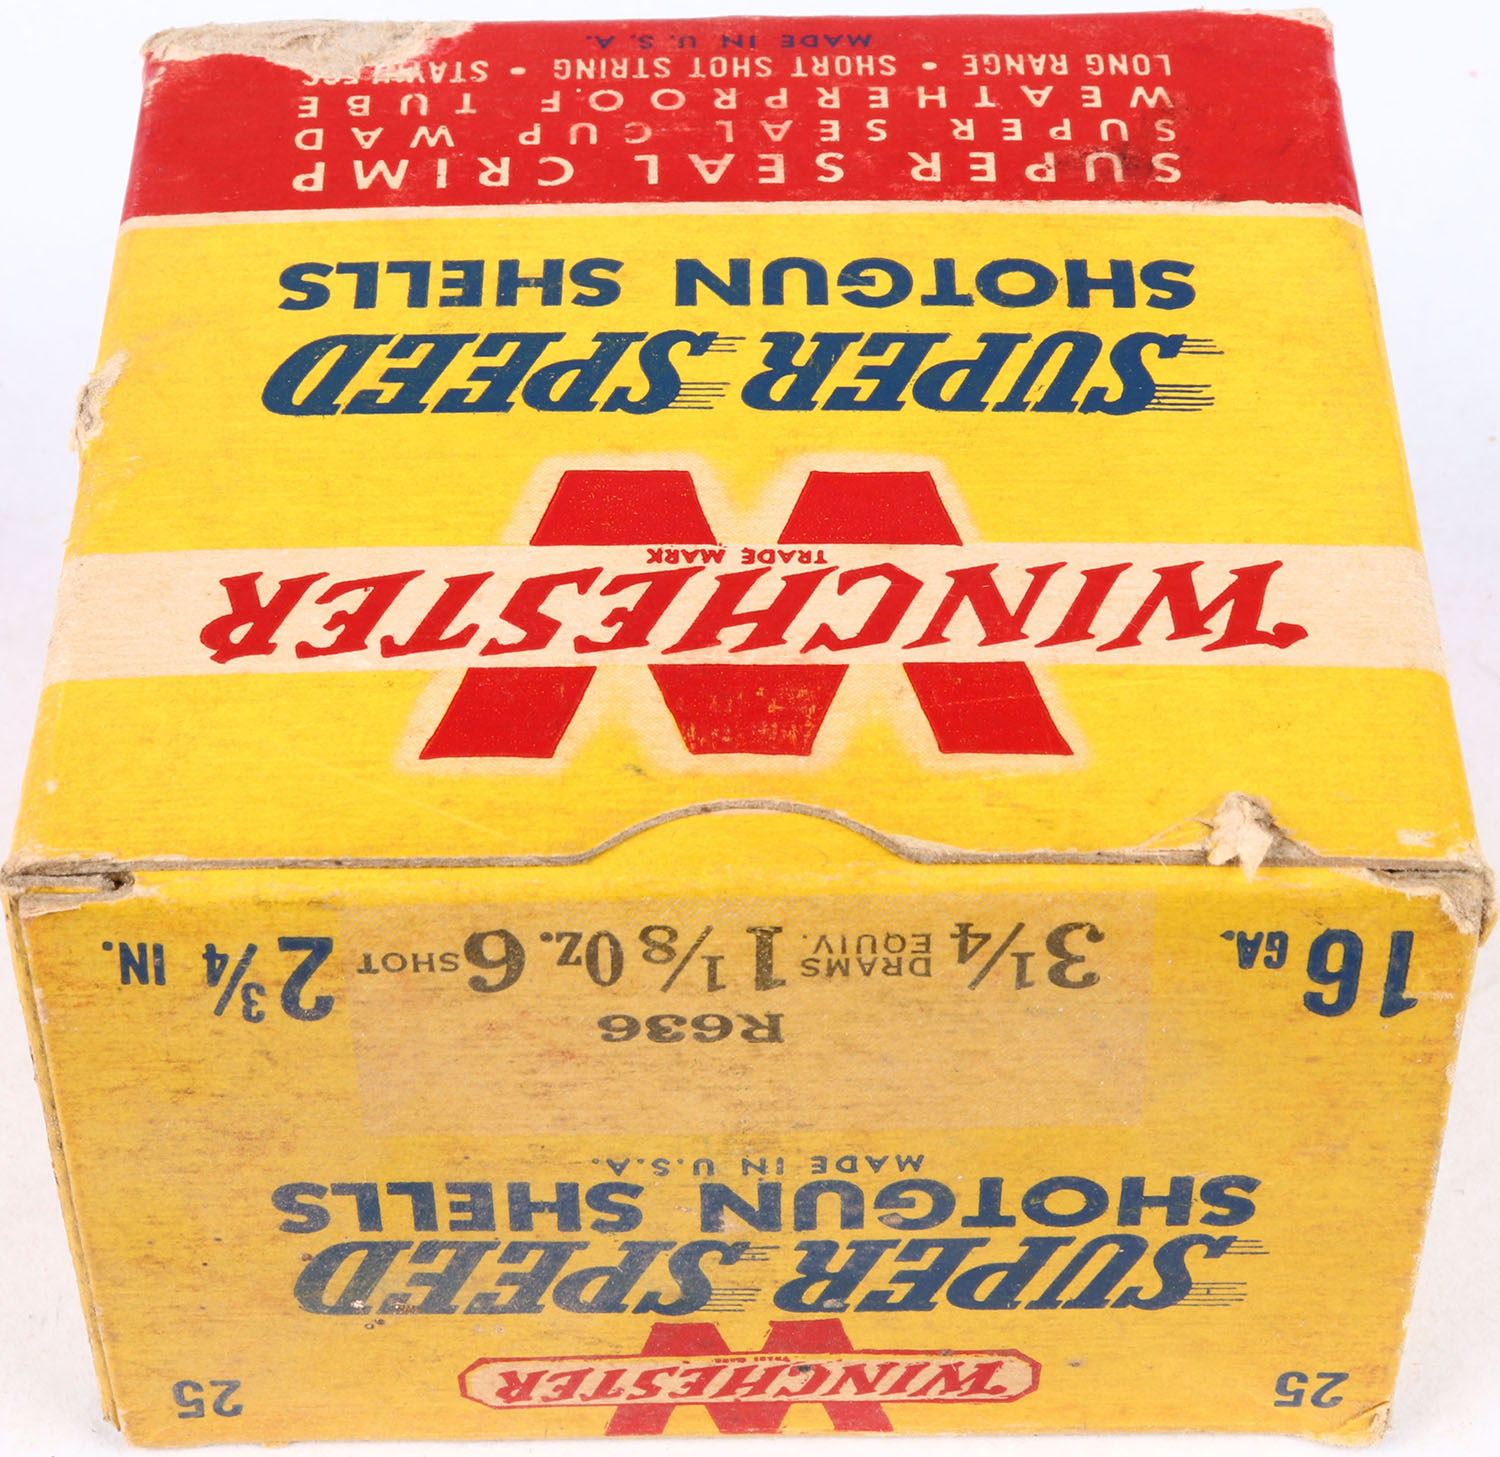 25 WINCHESTER 25
TRADE MARK
SUPER SPEED
SHOTGUN SHELLS
MADE IN U.S.A.
R636
16 GA. 3 1/4 DRAMS EQUIV. 1 1/8 OZ. 6 SHOT 2 3/4 IN.
WINCHESTER
TRADE MARK
SUPER SPEED
SHOTGUN SHELLS
SUPER SEAL CRIMP
SUPER SEAL CUP WAD
WEATHERPROOF TUBE
LONG RANGE • SHORT SHOT STRING •
MADE IN U.S.A.